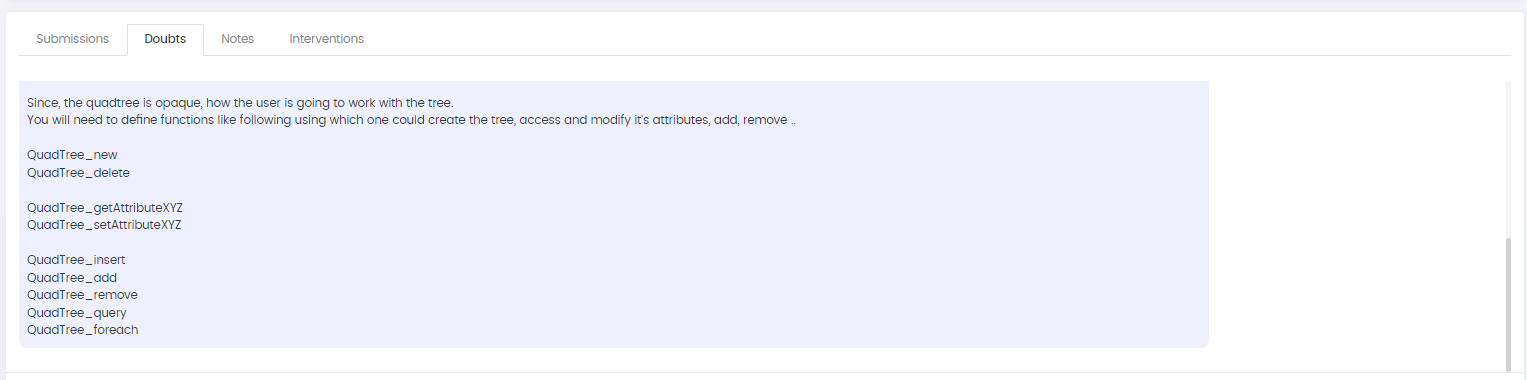 Submissions Doubts Notes Interventions
Since, the quadtree is opaque, how the user is going to work with the tree.
You will need to define functions like following using which one could create the tree, access and modify it's attributes, add, remove ..
QuadTree_new
QuadTree_delete
QuadTree_getAttributeXYZ
QuadTree_setAttributeXYZ
QuadTree_insert
QuadTree_add
QuadTree_remove
QuadTree_query
QuadTree_foreach